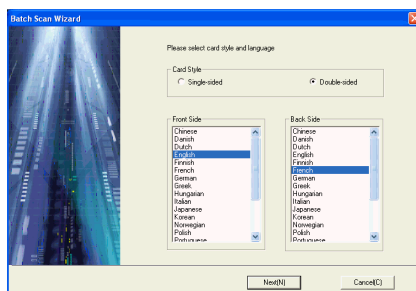 Batch Scan Wizard
Please select card style and language
Card Style
Single-sided
Double-sided
Front Side
Chinese
Danish
Dutch
English
Finnish
French
German
Greek
Hungarian
Italian
Japanese
Korean
Norwegian
Polish
Portuguese
Back Side
Chinese
Danish
Dutch
English
Finnish
French
German
Greek
Hungarian
Italian
Japanese
Korean
Norwegian
Polish
Portuguese
Next(N)
Cancel(C)